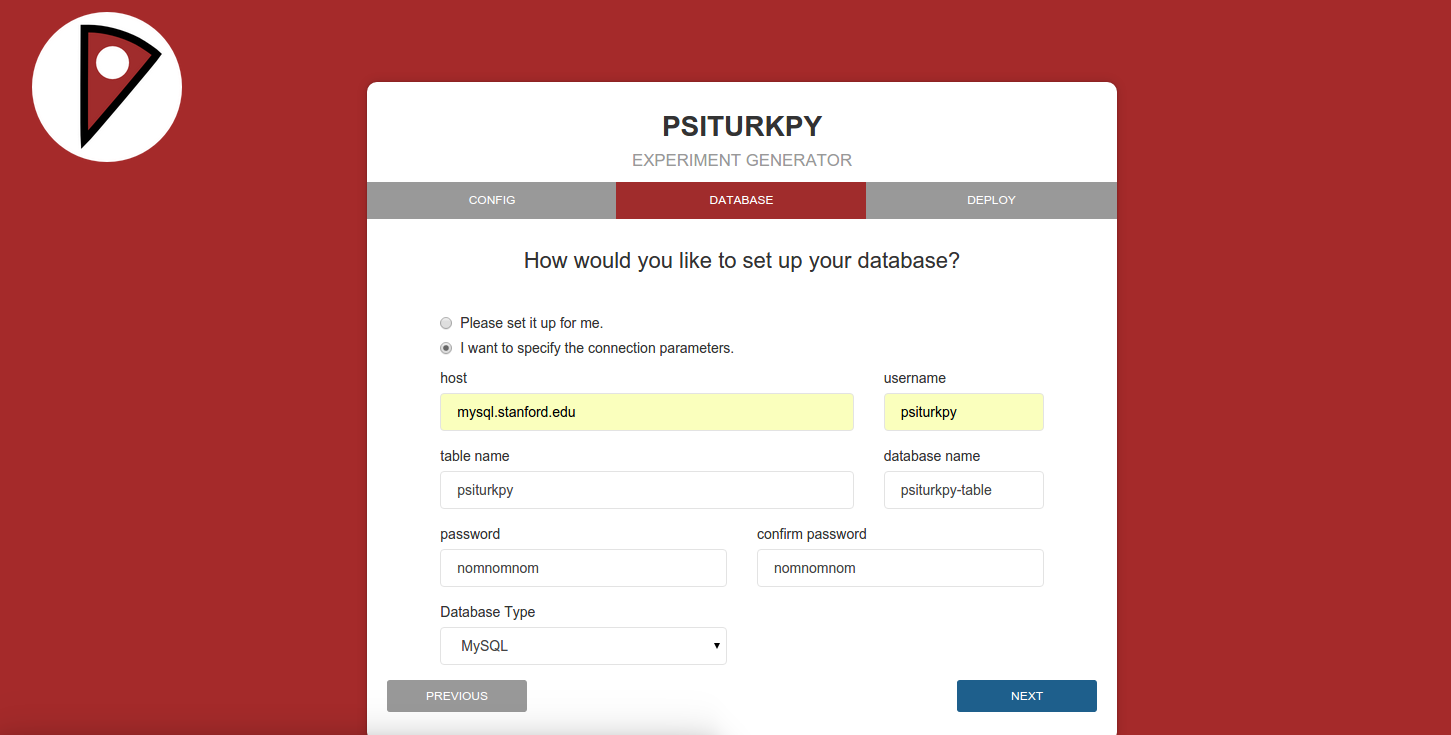 PSITURKPY
EXPERIMENT GENERATOR
CONFIG DATABASE DEPLOY
How would you like to set up your database?
Please set it up for me.
I want to specify the connection parameters.
host username
mysql.stanford.edu psiturkpy
table name database name
psiturkpy psiturkpy-table
password confirm password
nomnomnom nomnomnom
Database Type
MySQL
PREVIOUS NEXT